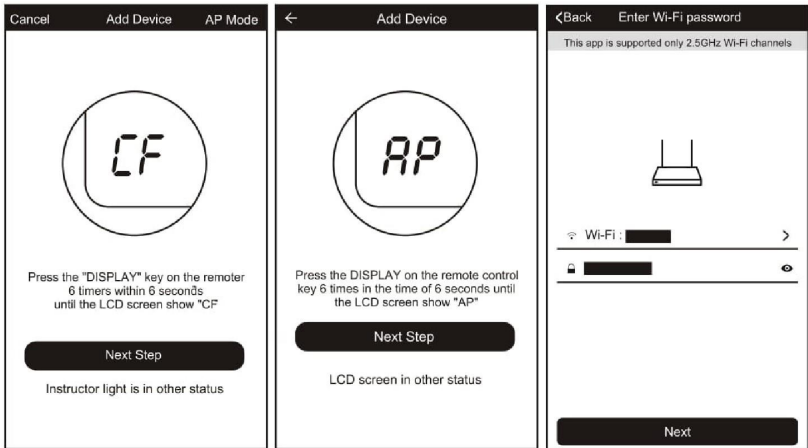 Cancel Add Device AP Mode
CF
Press the "DISPLAY" key on the remoter
6 timers within 6 seconds
until the LCD screen show "CF
Next Step
Instructor light is in other status
← Add Device
AP
Press the DISPLAY on the remote control
key 6 times in the time of 6 seconds until
the LCD screen show "AP"
Next Step
LCD screen in other status
<Back Enter Wi-Fi password
This app is supported only 2.5GHz Wi-Fi channels
Wi-Fi :
Next